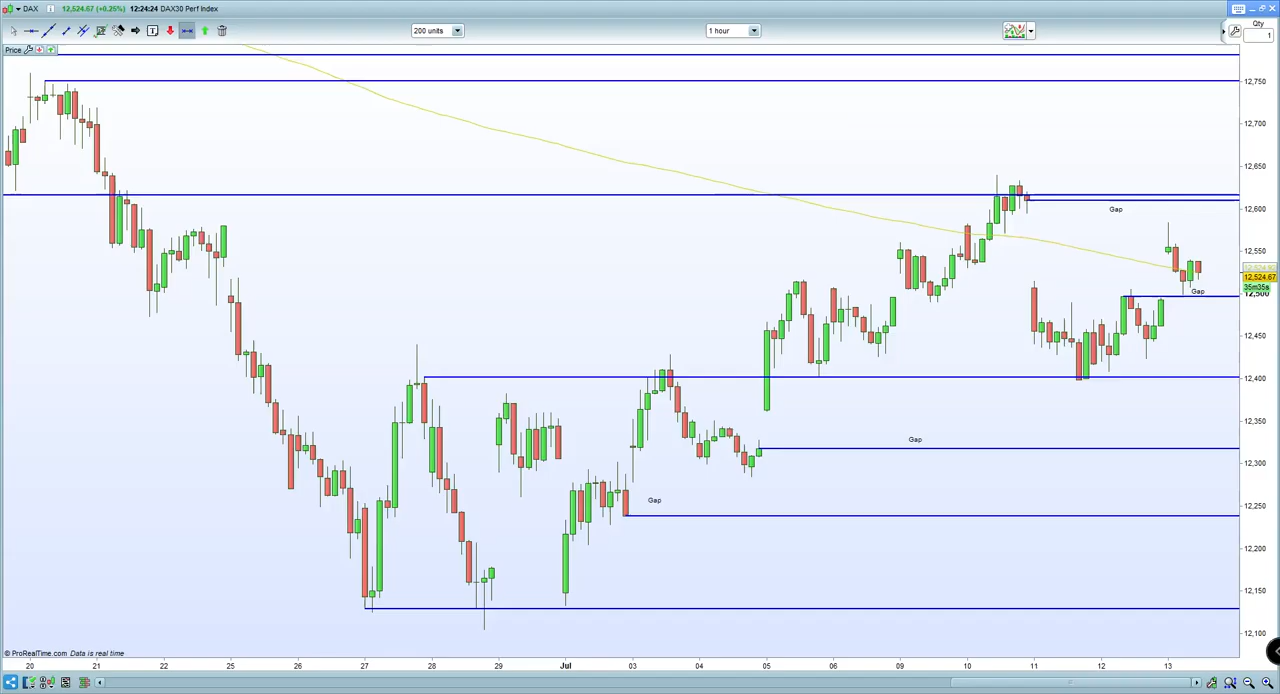 DAX 12,524.67 (+0.25%) 12:24:24 DAX30 Perf Index
200 units
1 hour
Qty
1
Price
12,750
12,700
12,650
12,600
Gap
12,550
12,524.67
35m35s
Gap
12,500
12,450
12,400
12,350
Gap
12,300
Gap
12,250
12,200
12,150
12,100
© ProRealTime.com Data is real time
20 21 22 25 26 27 28 29 Jul 03 04 05 06 09 10 11 12 13